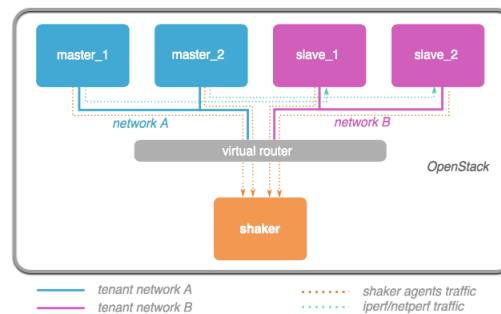 master_1 master_2 slave_1 slave_2
network A network B
virtual router
OpenStack
shaker
tenant network A shaker agents traffic
tenant network B iperf/netperf traffic